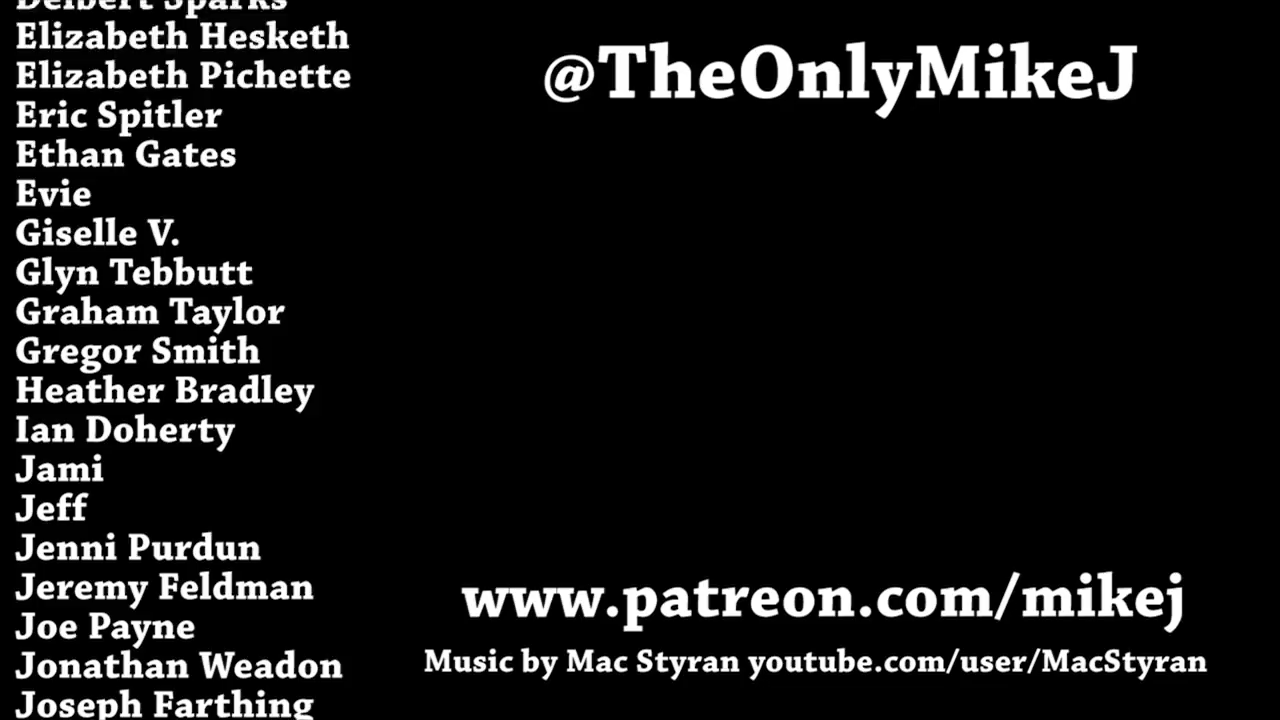 Delbert Sparks
Elizabeth Hesketh
Elizabeth Pichette
Eric Spitler
Ethan Gates
Evie
Giselle V.
Glyn Tebbutt
Graham Taylor
Gregor Smith
Heather Bradley
Ian Doherty
Jami
Jeff
Jenni Purdun
Jeremy Feldman
Joe Payne
Jonathan Weadon
Joseph Farthing
@TheOnlyMikeJ
www.patreon.com/mikej
Music by Mac Styran youtube.com/user/MacStyran